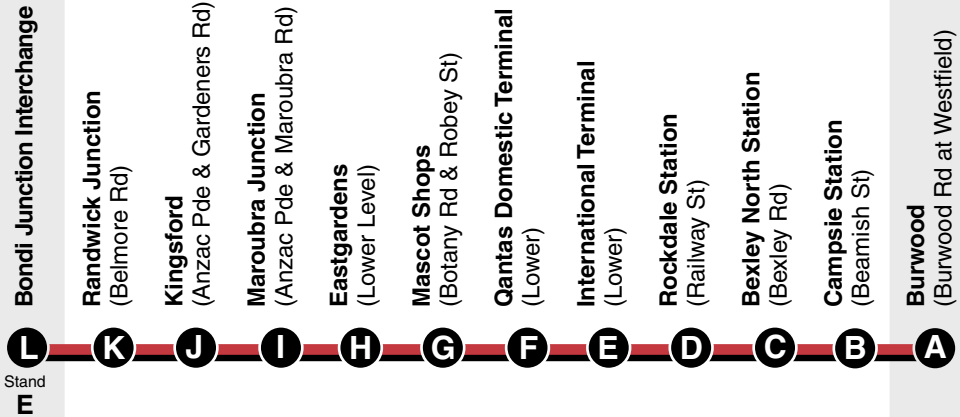 Bondi Junction Interchange
Randwick Junction
(Belmore Rd)
Kingsford
(Anzac Pde & Gardeners Rd)
Maroubra Junction
(Anzac Pde & Maroubra Rd)
Eastgardens
(Lower Level)
Mascot Shops
(Botany Rd & Robey St)
Qantas Domestic Terminal
(Lower)
International Terminal
(Lower)
Rockdale Station
(Railway St)
Bexley North Station
(Bexley Rd)
Campsie Station
(Beamish St)
Burwood
(Burwood Rd at Westfield)
L K J I H G F E D C B A
Stand
E